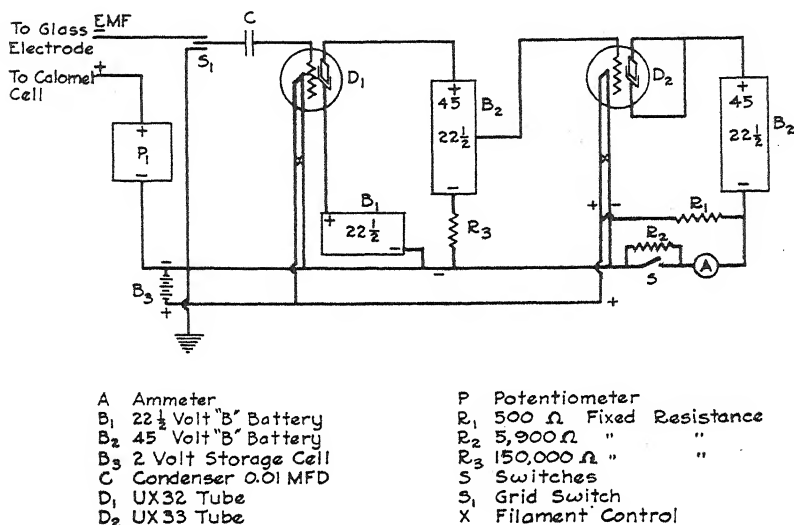 To Glass EMF
Electrode
To Calomel
Cell
C
S₁
D₁
D₂
B₂
B₂
45
22½
45
22½
P₁
B₁
22½
R₃
R₁
R₂
S
A
B₃
X
X
A Ammeter
B₁ 22½ Volt "B" Battery
B₂ 45 Volt "B" Battery
B₃ 2 Volt Storage Cell
C Condenser 0.01 MFD
D₁ UX32 Tube
D₂ UX33 Tube
P Potentiometer
R₁ 500 Ω Fixed Resistance
R₂ 5,900 Ω " "
R₃ 150,000 Ω " "
S Switches
S₁ Grid Switch
X Filament Control